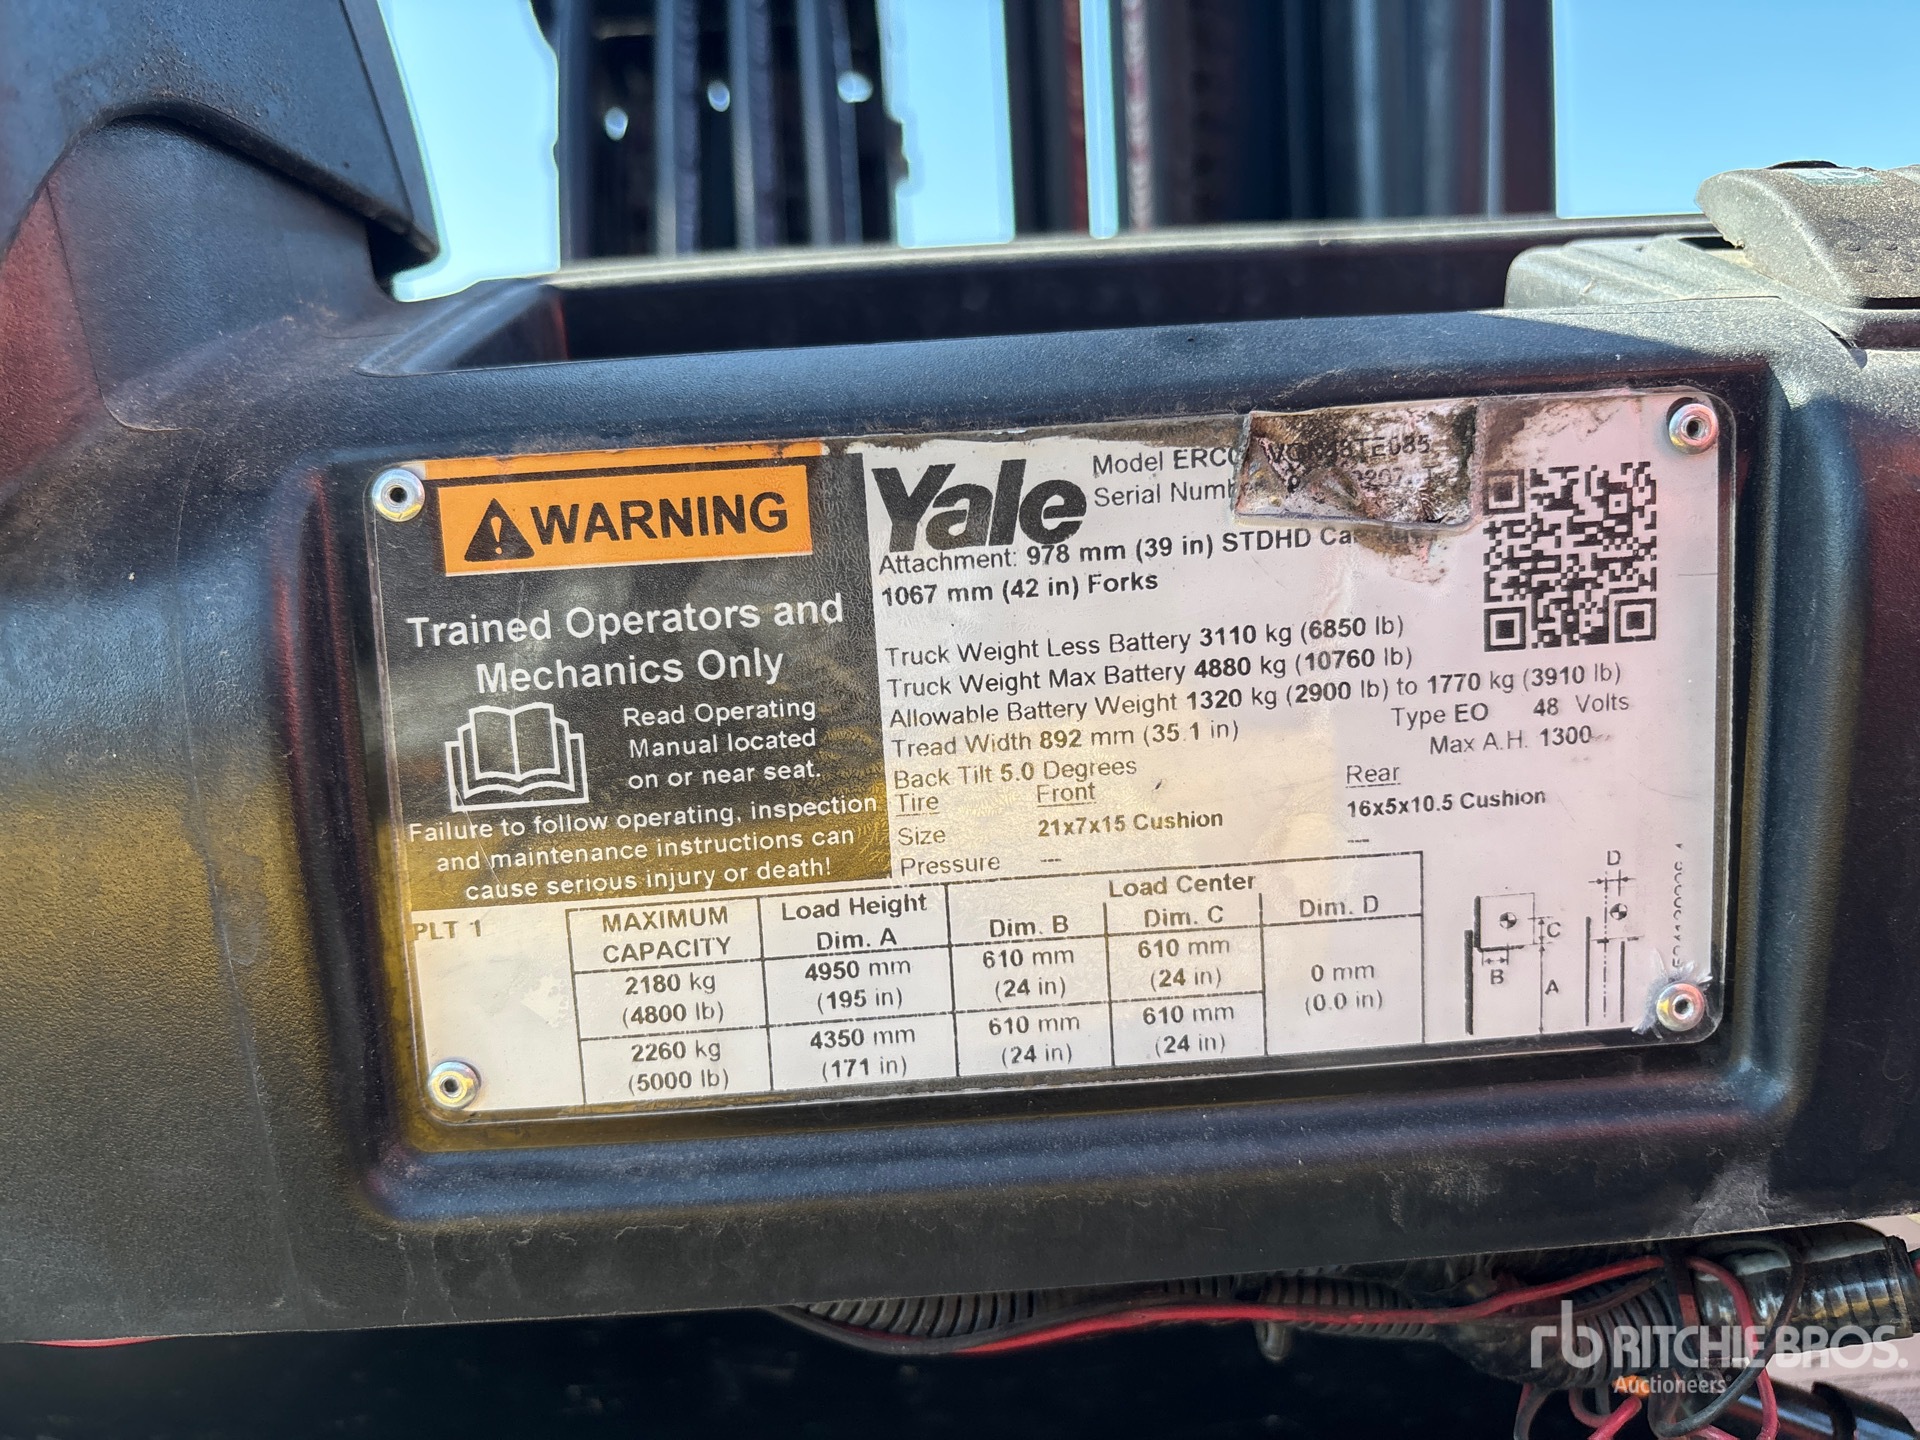 WARNING
Trained Operators and
Mechanics Only
Read Operating
Manual located
on or near seat.
Failure to follow operating, inspection
and maintenance instructions can
cause serious injury or death!
PLT 1
Yale
Model
Serial
Attachment: 978 mm (39 in) STDHD
1067 mm (42 in) Forks
Truck Weight Less Battery 3110 kg (6850 lb)
Truck Weight Max Battery 4880 kg (10760 lb)
Allowable Battery Weight 1320 kg (2900 lb) to 1770 kg (3910 lb)
Tread Width 892 mm (35.1 in) Type EO 48 Volts
Back Tilt 5.0 Degrees Max A.H. 1300
Tire Front Rear
Size 21x7x15 Cushion 16x5x10.5 Cushion
Pressure --- ---
MAXIMUM CAPACITY Load Height Dim. A Load Center Dim. B Dim. C Dim. D
2180 kg (4800 lb) 4950 mm (195 in) 610 mm (24 in) 610 mm (24 in) 0 mm (0.0 in)
2260 kg (5000 lb) 4350 mm (171 in) 610 mm (24 in) 610 mm (24 in)
D
C
B
A
rb RITCHIE BROS.
Auctioneers